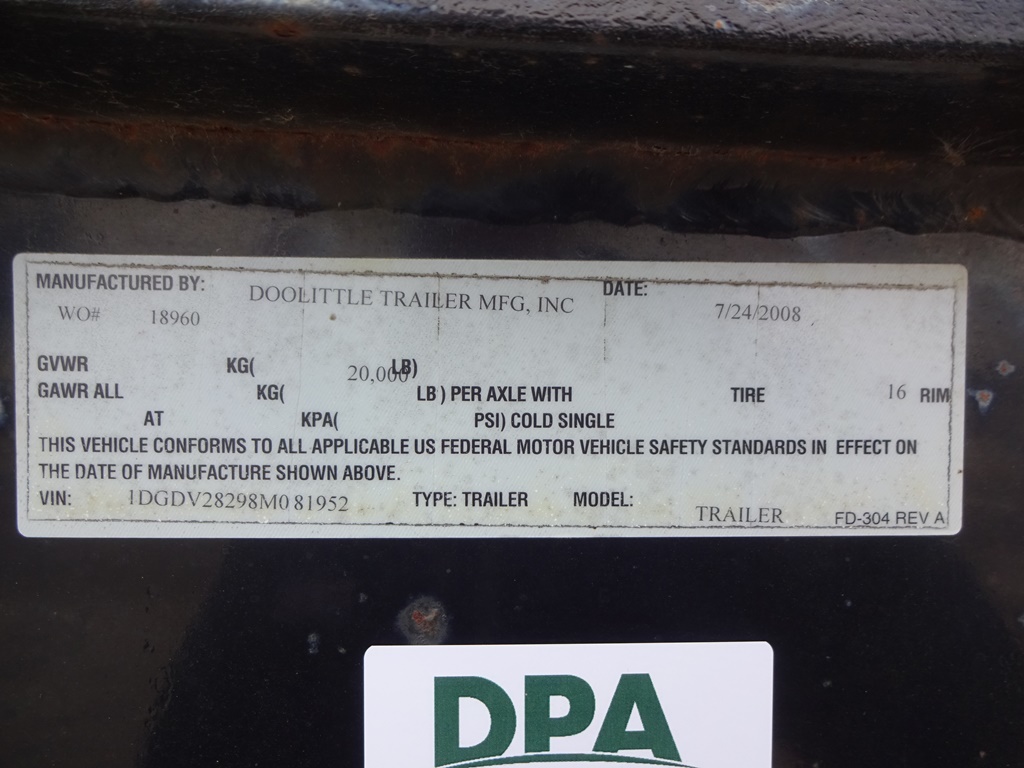 MANUFACTURED BY: DOOLITTLE TRAILER MFG, INC DATE: 7/24/2008
WO# 18960
GVWR KG( 20,000 LB)
GAWR ALL KG( LB ) PER AXLE WITH TIRE 16 RIM
AT KPA( PSI) COLD SINGLE
THIS VEHICLE CONFORMS TO ALL APPLICABLE US FEDERAL MOTOR VEHICLE SAFETY STANDARDS IN EFFECT ON
THE DATE OF MANUFACTURE SHOWN ABOVE.
VIN: 1DGDV28298M081952 TYPE: TRAILER MODEL: TRAILER FD-304 REV A
DPA